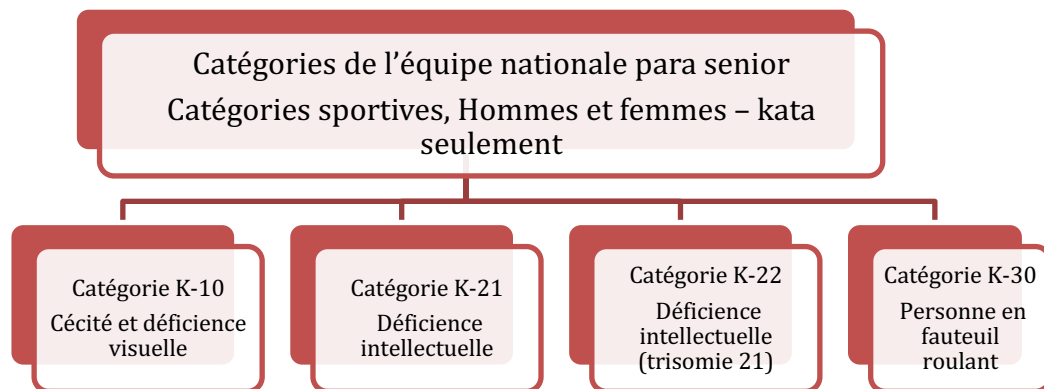 Catégories de l’équipe nationale para senior
Catégories sportives, Hommes et femmes – kata
seulement
Catégorie K-10
Cécité et déficience
visuelle
Catégorie K-21
Déficience
intellectuelle
Catégorie K-22
Déficience
intellectuelle
(trisomie 21)
Catégorie K-30
Personne en
fauteuil
roulant